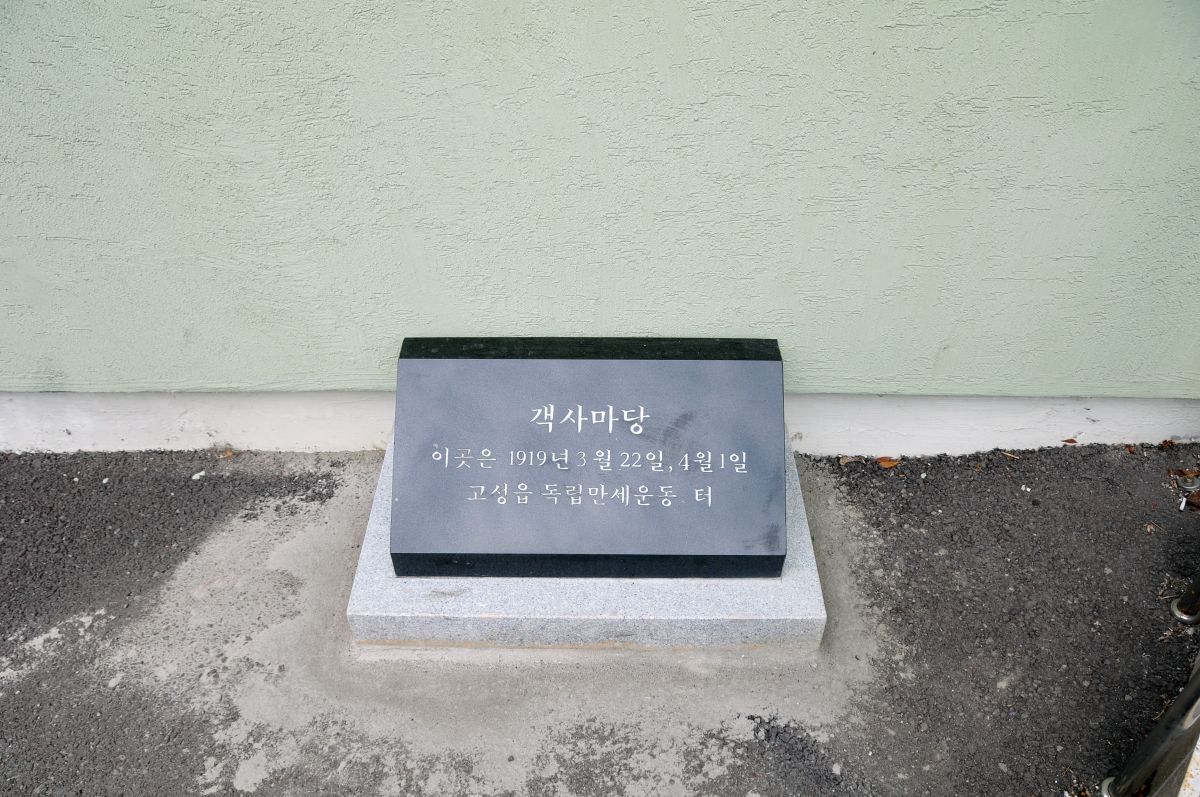 객사마당
이곳은 1919년 3월 22일, 4월 1일
고성읍 독립만세운동 터